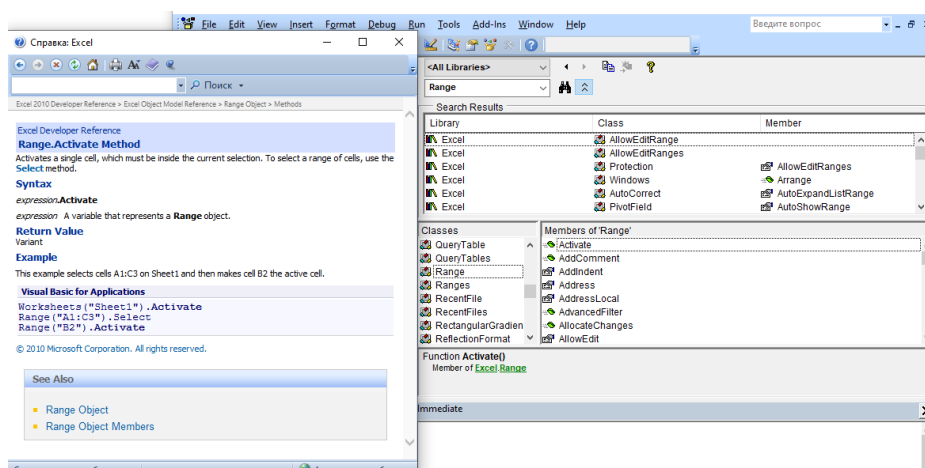 File Edit View Insert Format Debug Run Tools Add-Ins Window Help Введите вопрос
Справка: Excel
Поиск
Excel 2010 Developer Reference > Excel Object Model Reference > Range Object > Methods
Excel Developer Reference
Range.Activate Method
Activates a single cell, which must be inside the current selection. To select a range of cells, use the
Select method.
Syntax
expression.Activate
expression A variable that represents a Range object.
Return Value
Variant
Example
This example selects cells A1:C3 on Sheet1 and then makes cell B2 the active cell.
Visual Basic for Applications
Worksheets("Sheet1").Activate
Range("A1:C3").Select
Range("B2").Activate
© 2010 Microsoft Corporation. All rights reserved.
See Also
Range Object
Range Object Members
<All Libraries>
Range
Search Results
Library Class Member
Excel AllowEditRange
Excel AllowEditRanges
Excel Protection AllowEditRanges
Excel Windows Arrange
Excel AutoCorrect AutoExpandListRange
Excel PivotField AutoShowRange
Classes
QueryTable
QueryTables
Range
Ranges
RecentFile
RecentFiles
RectangularGradien
ReflectionFormat
Members of 'Range'
Activate
AddComment
AddIndent
Address
AddressLocal
AdvancedFilter
AllocateChanges
AllowEdit
Function Activate()
Member of Excel.Range
Immediate